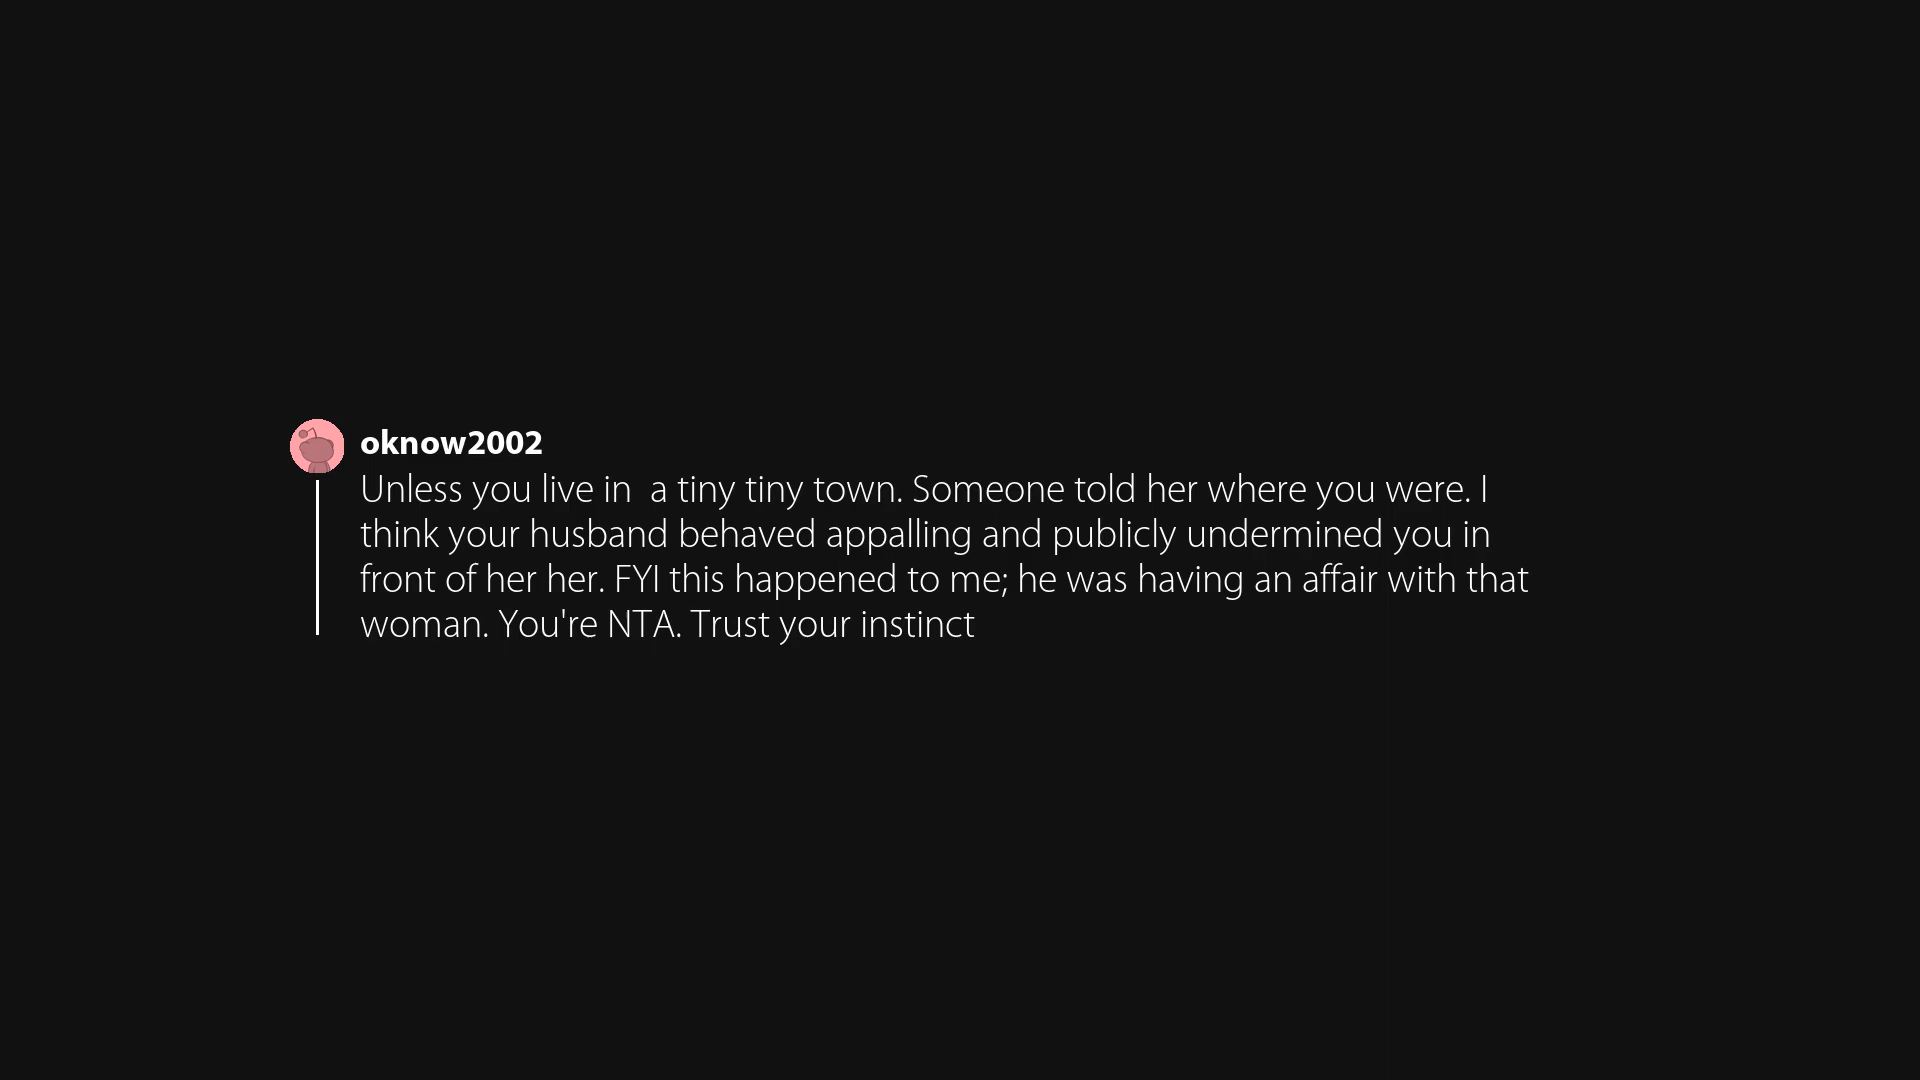 oknow2002
Unless you live in  a tiny tiny town. Someone told her where you were. I
think your husband behaved appalling and publicly undermined you in
front of her her. FYI this happened to me; he was having an affair with that
woman. You're NTA. Trust your instinct